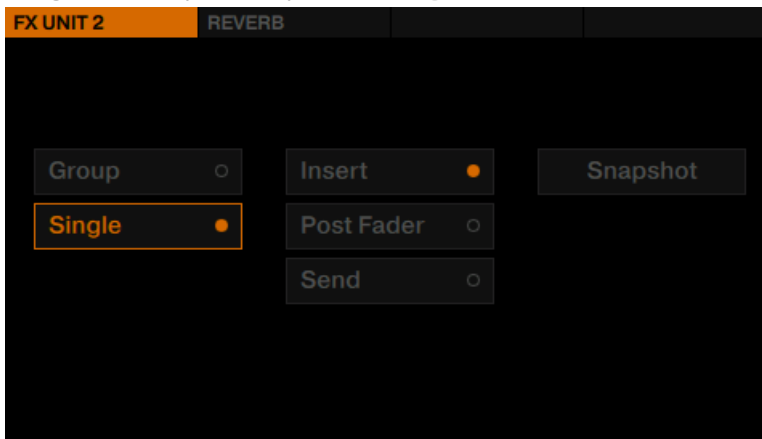 FX UNIT 2 REVERB
Group Insert Snapshot
Single Post Fader
Send